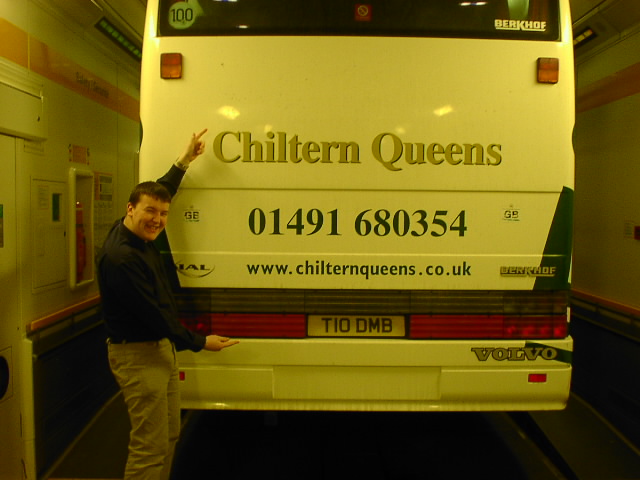 100
BERKHOF
Chiltern Queens
GB
GB
01491 680354
www.chilternqueens.co.uk
BERKHOF
T10 DMB
VOLVO